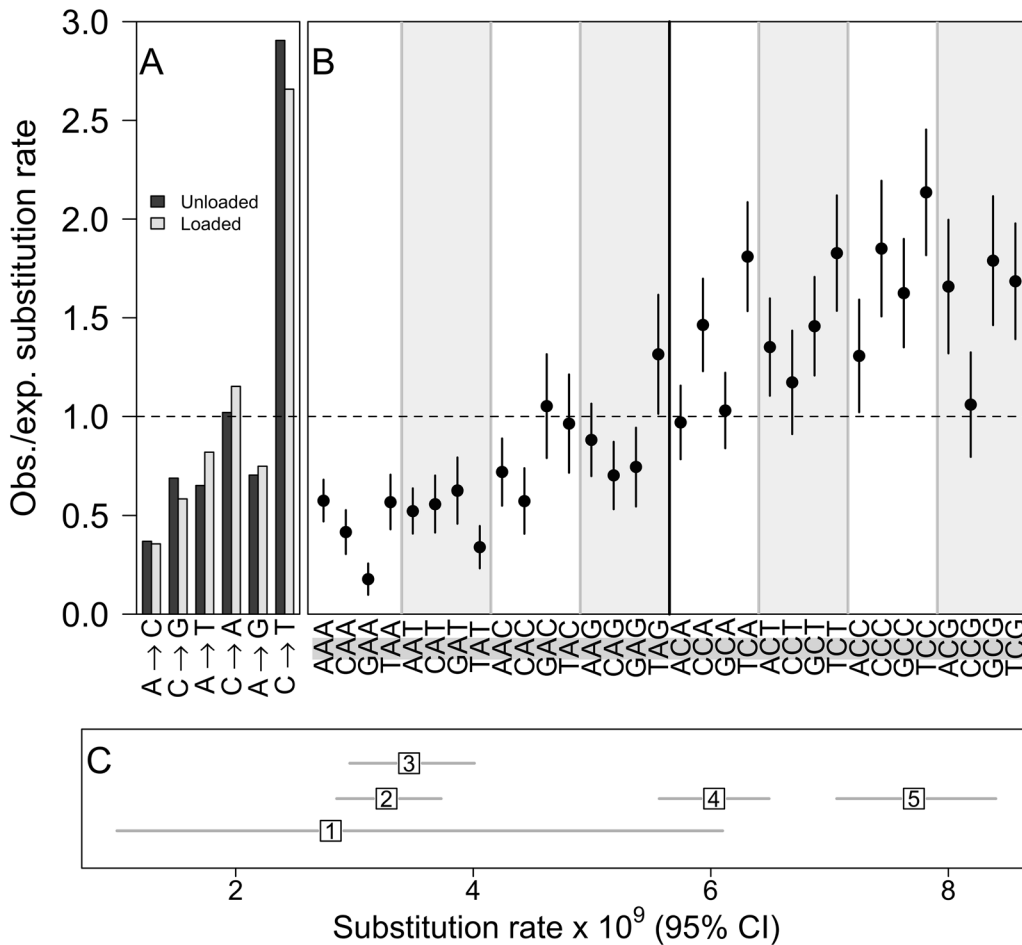 Obs./exp. substitution rate
3.0
2.5
2.0
1.5
1.0
0.5
0.0
A
Unloaded
Loaded
A→C
C→G
A→T
C→A
A→G
C→T
B
AAA
CAA
GAA
TAA
AAT
CAT
GAT
TAT
AAC
CAC
GAC
TAC
AAG
CAG
GAG
TAG
ACA
CCA
GCA
TCA
ACT
CCT
GCT
TCT
ACC
CCC
GCC
TCC
ACG
CCG
GCG
TCG
C
3
2
4
5
1
2 4 6 8
Substitution rate x 10⁹ (95% CI)